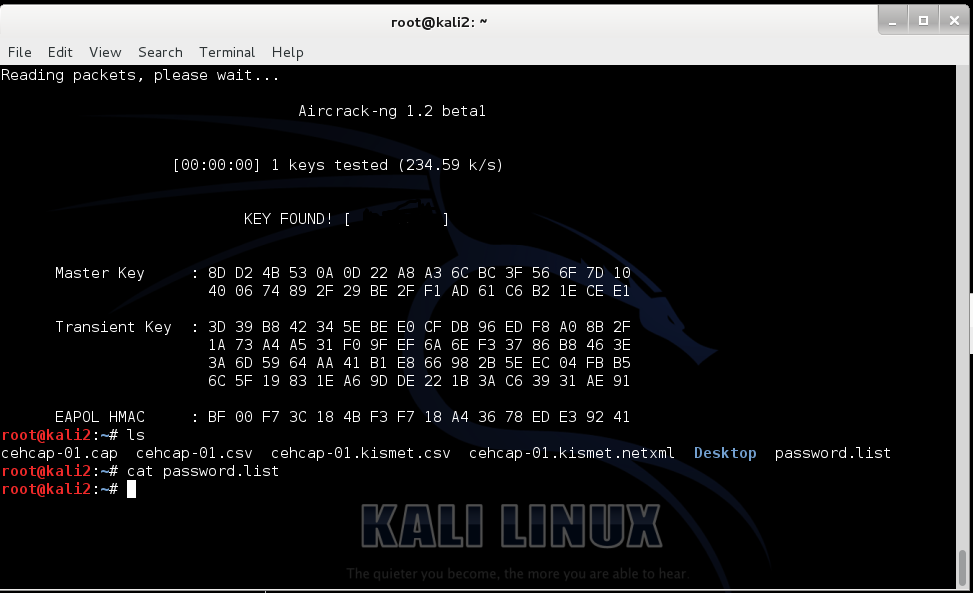 root@kali2: ~
File Edit View Search Terminal Help
Reading packets, please wait...
Aircrack-ng 1.2 beta1
[00:00:00] 1 keys tested (234.59 k/s)
KEY FOUND! [ ]
Master Key : 8D D2 4B 53 0A 0D 22 A8 A3 6C BC 3F 56 6F 7D 10
40 06 74 89 2F 29 BE 2F F1 AD 61 C6 B2 1E CE E1
Transient Key : 3D 39 B8 42 34 5E BE E0 CF DB 96 ED F8 A0 8B 2F
1A 73 A4 A5 31 F0 9F EF 6A 6E F3 37 86 B8 46 3E
3A 6D 59 64 AA 41 B1 E8 66 98 2B 5E EC 04 FB B5
6C 5F 19 83 1E A6 9D DE 22 1B 3A C6 39 31 AE 91
EAPOL HMAC : BF 00 F7 3C 18 4B F3 F7 18 A4 36 78 ED E3 92 41
root@kali2:~# ls
cehcap-01.cap cehcap-01.csv cehcap-01.kismet.csv cehcap-01.kismet.netxml Desktop password.list
root@kali2:~# cat password.list
root@kali2:~#
KALI LINUX
The quieter you become, the more you are able to hear.